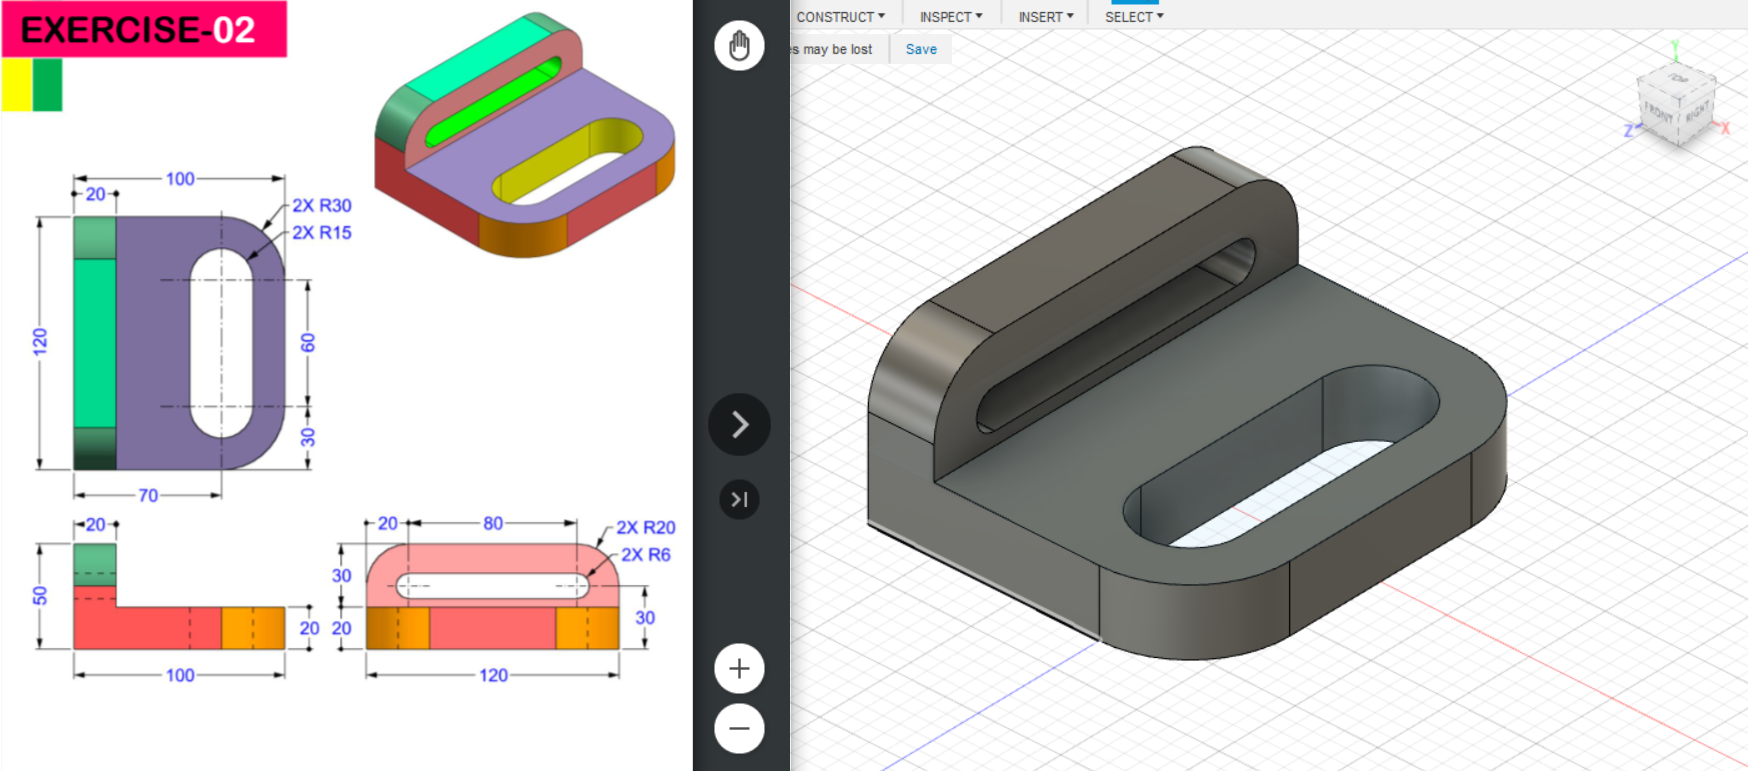 EXERCISE-02
100
20
2X R30
2X R15
120
60
30
70
20
50
20
100
20
80
2X R20
2X R6
30
20
30
120
CONSTRUCT
INSPECT
INSERT
SELECT
es may be lost
Save
Y
TOP
FRONT
RIGHT
Z
X